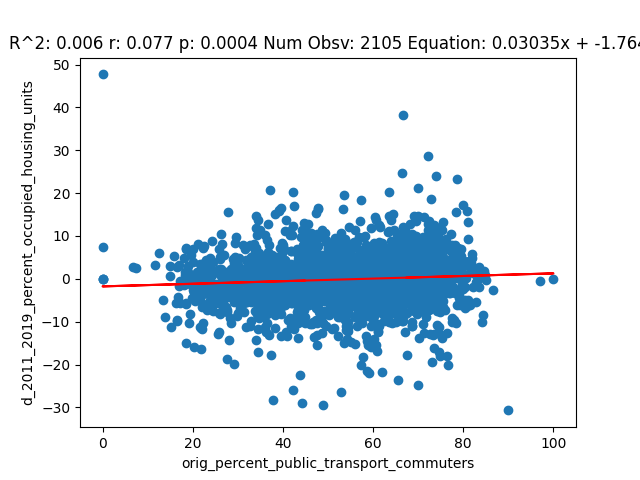 R^2: 0.006 r: 0.077 p: 0.0004 Num Obsv: 2105 Equation: 0.03035x + -1.764
50
40
30
20
10
0
−10
−20
−30
d_2011_2019_percent_occupied_housing_units
0 20 40 60 80 100
orig_percent_public_transport_commuters